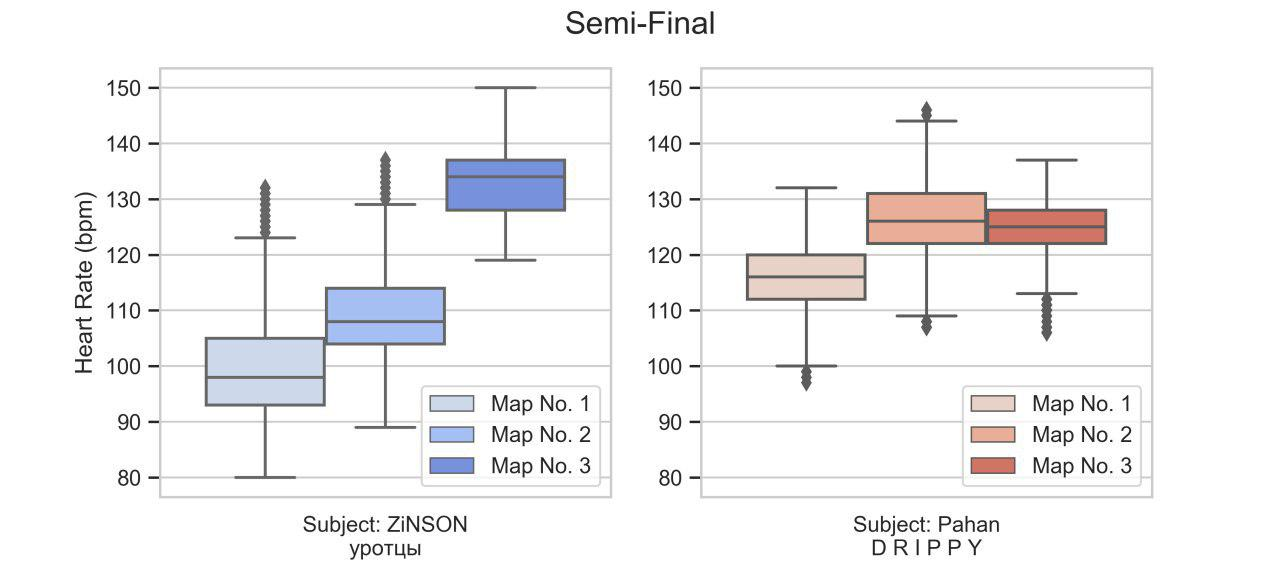 Semi-Final
Heart Rate (bpm)
150
140
130
120
110
100
90
80
Map No. 1
Map No. 2
Map No. 3
Subject: ZiNSON
уротцы
150
140
130
120
110
100
90
80
Map No. 1
Map No. 2
Map No. 3
Subject: Pahan
D R I P P Y